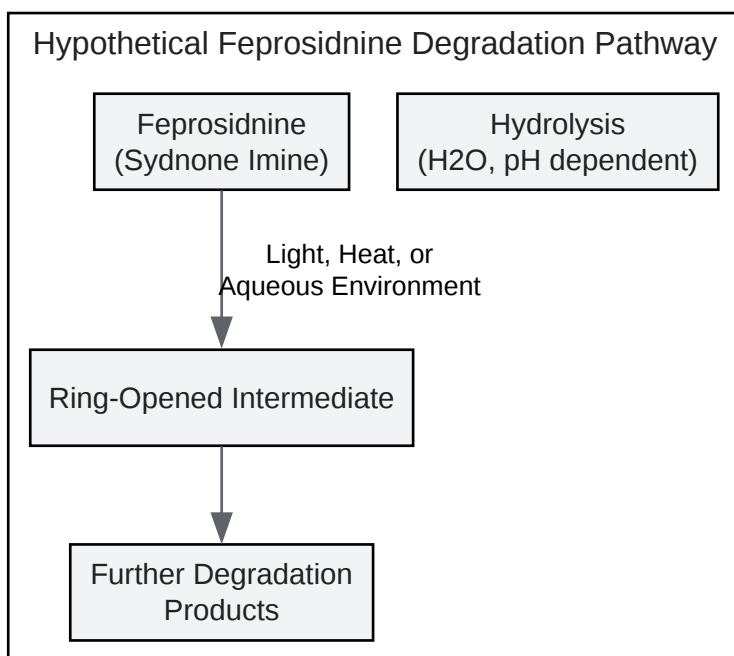 Hypothetical Feprosidnine Degradation Pathway
Feprosidnine
(Sydnone Imine)
Hydrolysis
(H2O, pH dependent)
Light, Heat, or
Aqueous Environment
Ring-Opened Intermediate
Further Degradation
Products